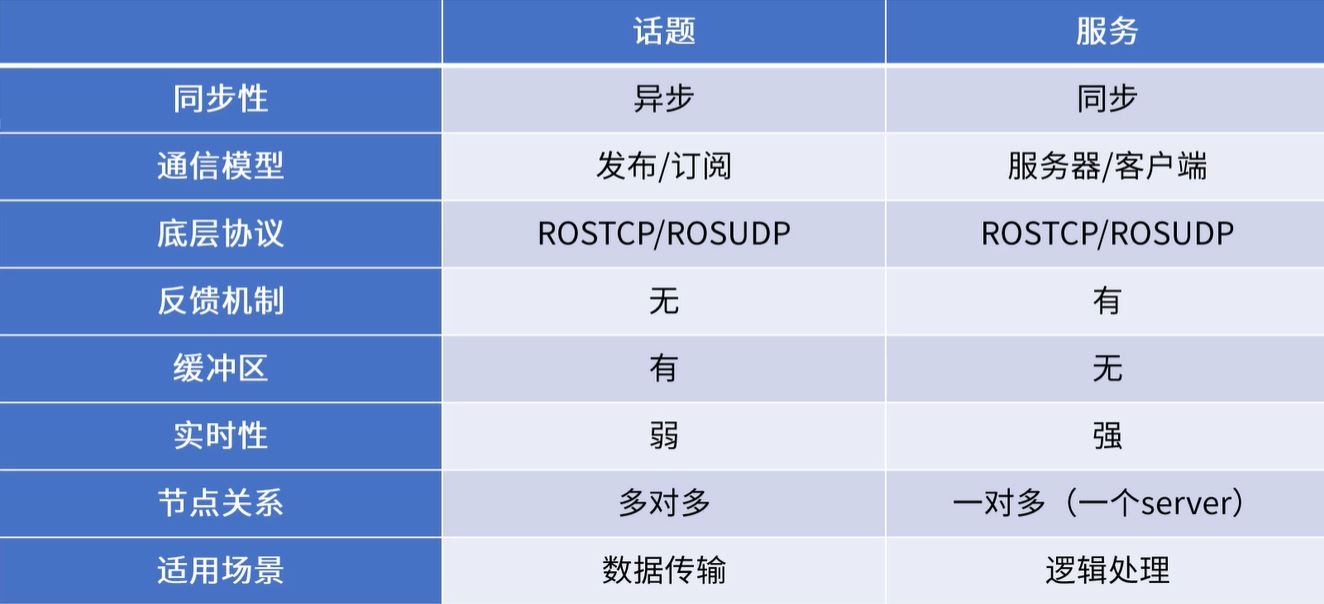 话题 服务
同步性 异步 同步
通信模型 发布/订阅 服务器/客户端
底层协议 ROSTCP/ROSUDP ROSTCP/ROSUDP
反馈机制 无 有
缓冲区 有 无
实时性 弱 强
节点关系 多对多 一对多（一个server）
适用场景 数据传输 逻辑处理